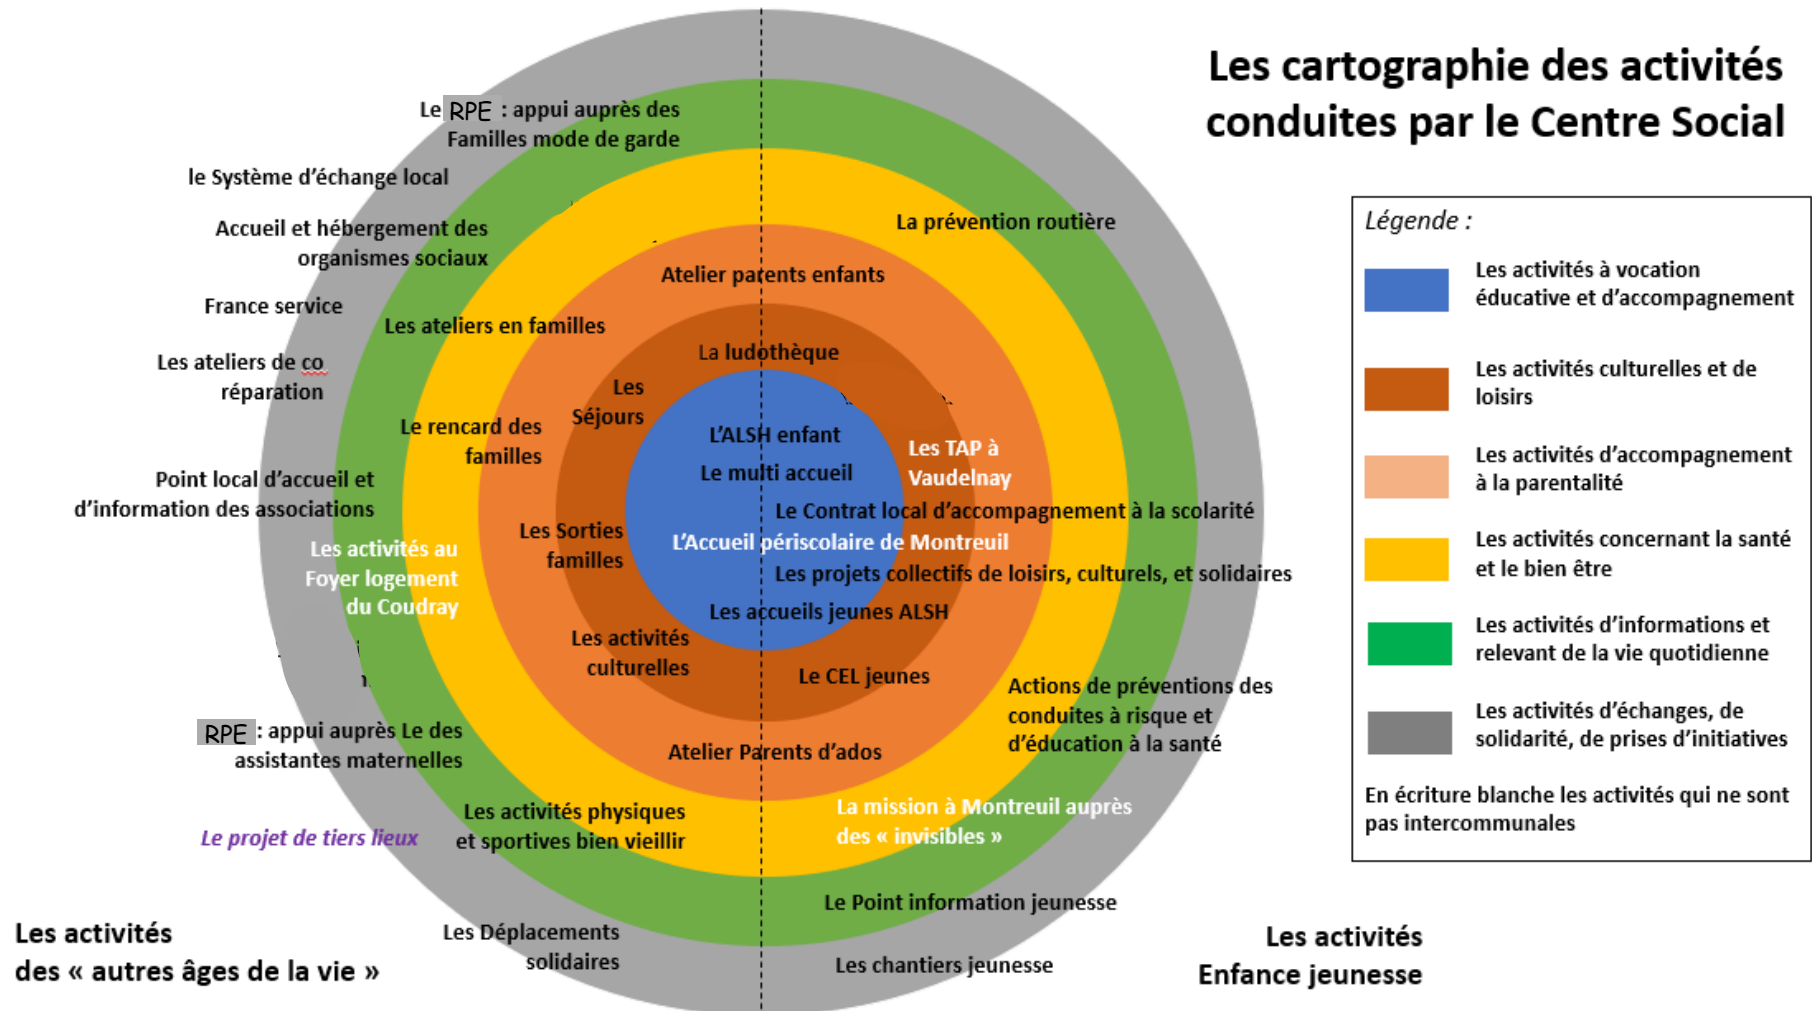 Les cartographie des activités
conduites par le Centre Social
Le RPE : appui auprès des
Familles mode de garde
le Système d'échange local
Accueil et hébergement des
organismes sociaux
France service
Les ateliers en familles
Les ateliers de co
réparation
Le rencard des
familles
Point local d'accueil et
d'information des associations
Les activités au
Foyer logement
du Coudray
RPE : appui auprès Le des
assistantes maternelles
Le projet de tiers lieux
Les activités physiques
et sportives bien vieillir
Les Déplacements
solidaires
Les
Séjours
Les Sorties
familles
Les activités
culturelles
Atelier parents enfants
La ludothèque
L'ALSH enfant
Le multi accueil
L'Accueil périscolaire de Montreuil
Les accueils jeunes ALSH
Atelier Parents d'ados
La prévention routière
Les TAP à
Vaudelnay
Le Contrat local d'accompagnement à la scolarité
Les projets collectifs de loisirs, culturels, et solidaires
Le CEL jeunes
Actions de préventions des
conduites à risque et
d'éducation à la santé
La mission à Montreuil auprès
des « invisibles »
Le Point information jeunesse
Les chantiers jeunesse
Les activités
des « autres âges de la vie »
Les activités
Enfance jeunesse
Légende :
Les activités à vocation
éducative et d'accompagnement
Les activités culturelles et de
loisirs
Les activités d'accompagnement
à la parentalité
Les activités concernant la santé
et le bien être
Les activités d'informations et
relevant de la vie quotidienne
Les activités d'échanges, de
solidarité, de prises d'initiatives
En écriture blanche les activités qui ne sont
pas intercommunales